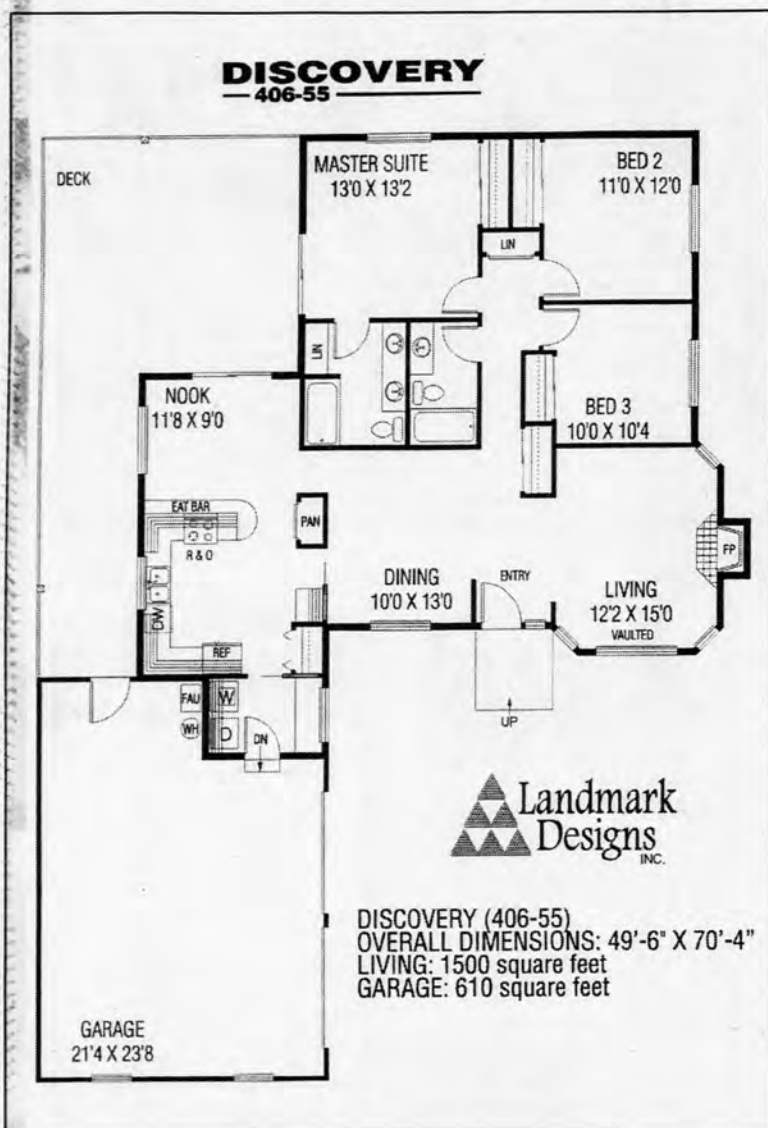 DISCOVERY
406-55
DECK
MASTER SUITE
13'0 X 13'2
BED 2
11'0 X 12'0
LIN
LIN
NOOK
11'8 X 9'0
BED 3
10'0 X 10'4
EAT BAR
PAN
R & O
FP
DINING
10'0 X 13'0
ENTRY
LIVING
12'2 X 15'0
VAULTED
DW
REF
FAU
W
WH
D
DN
UP
Landmark
Designs
INC.
DISCOVERY (406-55)
OVERALL DIMENSIONS: 49'-6" X 70'-4"
LIVING: 1500 square feet
GARAGE: 610 square feet
GARAGE
21'4 X 23'8